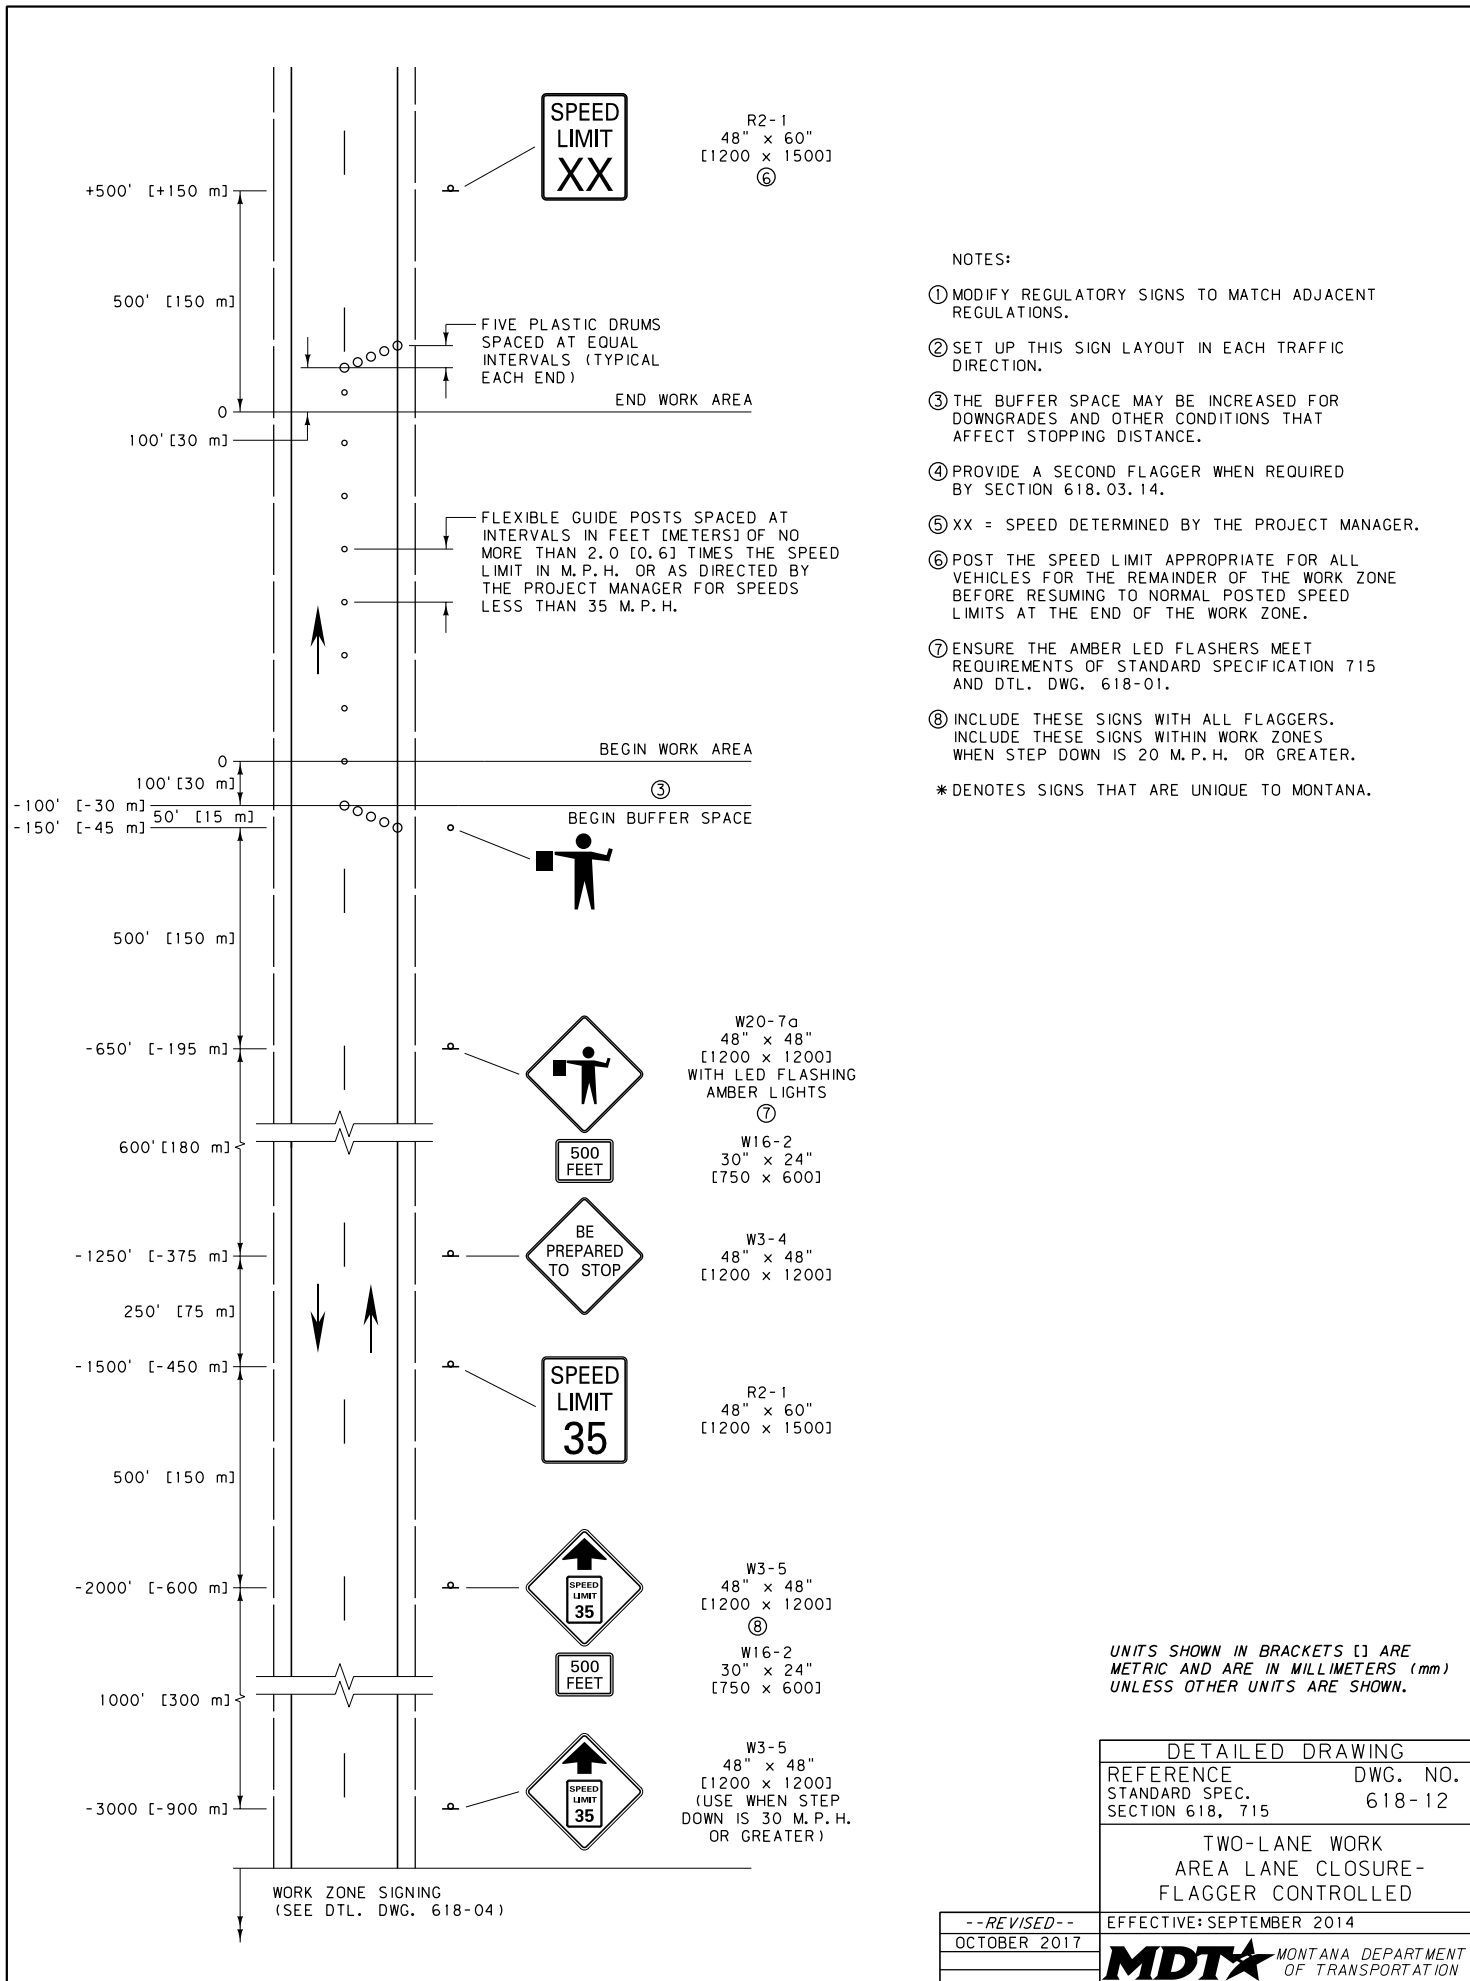 SPEED
LIMIT
XX
R2-1
48" x 60"
[1200 x 1500]
⑥
+500' [+150 m]
500' [150 m]
FIVE PLASTIC DRUMS
SPACED AT EQUAL
INTERVALS (TYPICAL
EACH END)
END WORK AREA
0
100' [30 m]
FLEXIBLE GUIDE POSTS SPACED AT
INTERVALS IN FEET [METERS] OF NO
MORE THAN 2.0 [0.6] TIMES THE SPEED
LIMIT IN M.P.H. OR AS DIRECTED BY
THE PROJECT MANAGER FOR SPEEDS
LESS THAN 35 M.P.H.
BEGIN WORK AREA
0
100' [30 m]
③
-100' [-30 m]
50' [15 m]
BEGIN BUFFER SPACE
-150' [-45 m]
500' [150 m]
-650' [-195 m]
W20-7a
48" x 48"
[1200 x 1200]
WITH LED FLASHING
AMBER LIGHTS
⑦
600' [180 m]
500
FEET
W16-2
30" x 24"
[750 x 600]
-1250' [-375 m]
BE
PREPARED
TO STOP
W3-4
48" x 48"
[1200 x 1200]
250' [75 m]
-1500' [-450 m]
SPEED
LIMIT
35
R2-1
48" x 60"
[1200 x 1500]
500' [150 m]
-2000' [-600 m]
SPEED
LIMIT
35
W3-5
48" x 48"
[1200 x 1200]
⑧
500
FEET
W16-2
30" x 24"
[750 x 600]
1000' [300 m]
-3000 [-900 m]
SPEED
LIMIT
35
W3-5
48" x 48"
[1200 x 1200]
(USE WHEN STEP
DOWN IS 30 M.P.H.
OR GREATER)
WORK ZONE SIGNING
(SEE DTL. DWG. 618-04)
NOTES:
① MODIFY REGULATORY SIGNS TO MATCH ADJACENT
REGULATIONS.
② SET UP THIS SIGN LAYOUT IN EACH TRAFFIC
DIRECTION.
③ THE BUFFER SPACE MAY BE INCREASED FOR
DOWNGRADES AND OTHER CONDITIONS THAT
AFFECT STOPPING DISTANCE.
④ PROVIDE A SECOND FLAGGER WHEN REQUIRED
BY SECTION 618.03.14.
⑤ XX = SPEED DETERMINED BY THE PROJECT MANAGER.
⑥ POST THE SPEED LIMIT APPROPRIATE FOR ALL
VEHICLES FOR THE REMAINDER OF THE WORK ZONE
BEFORE RESUMING TO NORMAL POSTED SPEED
LIMITS AT THE END OF THE WORK ZONE.
⑦ ENSURE THE AMBER LED FLASHERS MEET
REQUIREMENTS OF STANDARD SPECIFICATION 715
AND DTL. DWG. 618-01.
⑧ INCLUDE THESE SIGNS WITH ALL FLAGGERS.
INCLUDE THESE SIGNS WITHIN WORK ZONES
WHEN STEP DOWN IS 20 M.P.H. OR GREATER.
* DENOTES SIGNS THAT ARE UNIQUE TO MONTANA.
UNITS SHOWN IN BRACKETS [] ARE
METRIC AND ARE IN MILLIMETERS (mm)
UNLESS OTHER UNITS ARE SHOWN.
DETAILED DRAWING
REFERENCE
STANDARD SPEC.
SECTION 618, 715
DWG. NO.
618-12
TWO-LANE WORK
AREA LANE CLOSURE-
FLAGGER CONTROLLED
--REVISED--
OCTOBER 2017
EFFECTIVE: SEPTEMBER 2014
MDT
MONTANA DEPARTMENT
OF TRANSPORTATION